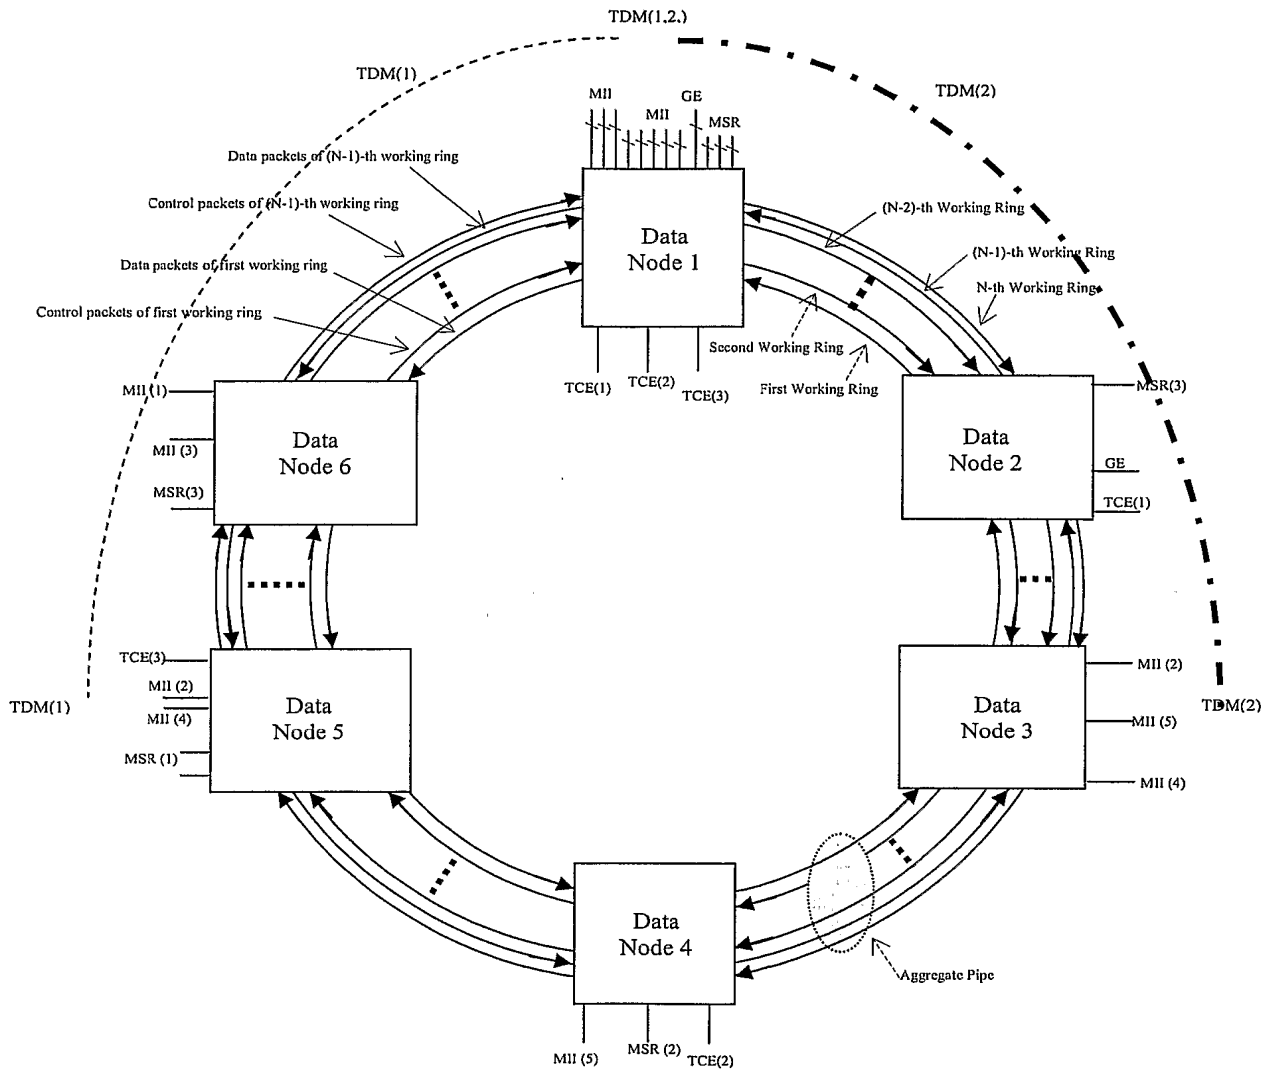 TDM(1,2,)
TDM(1)
TDM(2)
MII
GE
MII
MSR
Data packets of (N-1)-th working ring
Control packets of (N-1)-th working ring
Data packets of first working ring
Control packets of first working ring
Data
Node 1
(N-2)-th Working Ring
(N-1)-th Working Ring
N-th Working Ring
Second Working Ring
First Working Ring
TCE(1)
TCE(2)
TCE(3)
MII (1)
MII (3)
MSR(3)
Data
Node 6
Data
Node 2
MSR(3)
GE
TCE(1)
TCE(3)
MII (2)
MII (4)
MSR (1)
TDM(1)
Data
Node 5
Data
Node 3
MII (2)
MII (5)
MII (4)
TDM(2)
Data
Node 4
Aggregate Pipe
MII (5)
MSR (2)
TCE(2)